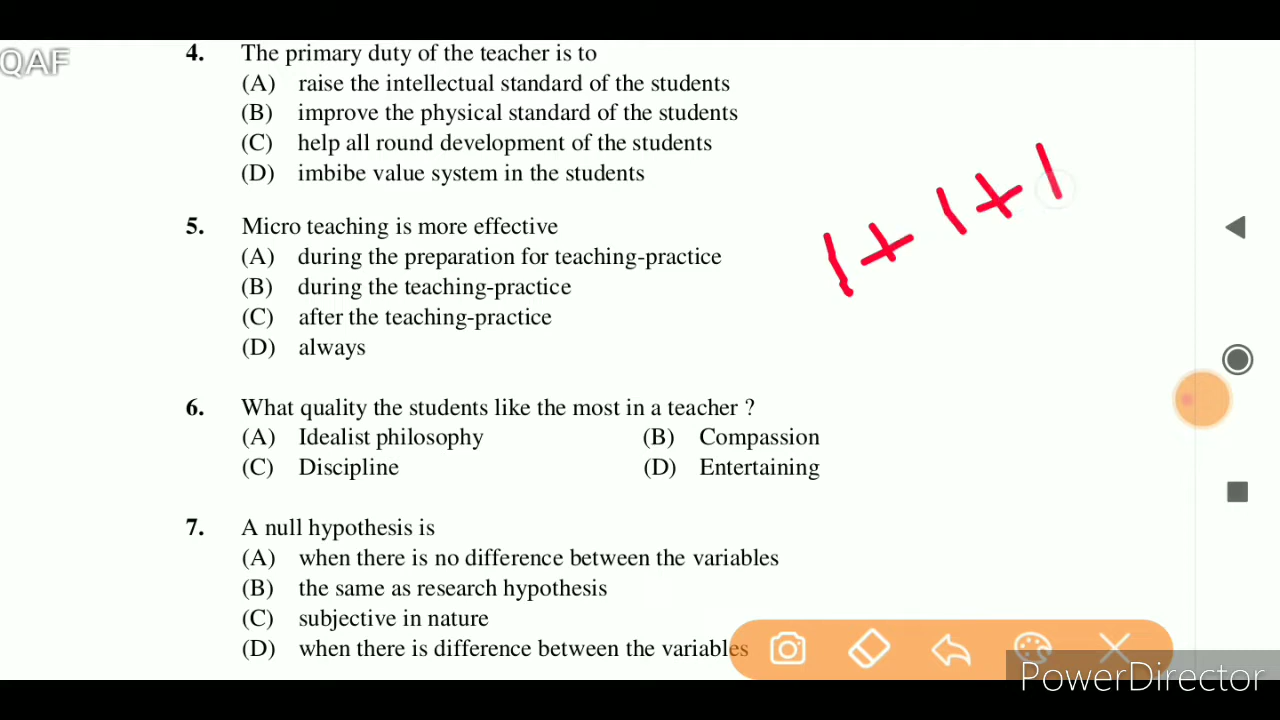 QAF
4. The primary duty of the teacher is to
(A) raise the intellectual standard of the students
(B) improve the physical standard of the students
(C) help all round development of the students
(D) imbibe value system in the students
1+1+1
5. Micro teaching is more effective
(A) during the preparation for teaching-practice
(B) during the teaching-practice
(C) after the teaching-practice
(D) always
6. What quality the students like the most in a teacher ?
(A) Idealist philosophy (B) Compassion
(C) Discipline (D) Entertaining
7. A null hypothesis is
(A) when there is no difference between the variables
(B) the same as research hypothesis
(C) subjective in nature
(D) when there is difference between the variables
PowerDirector